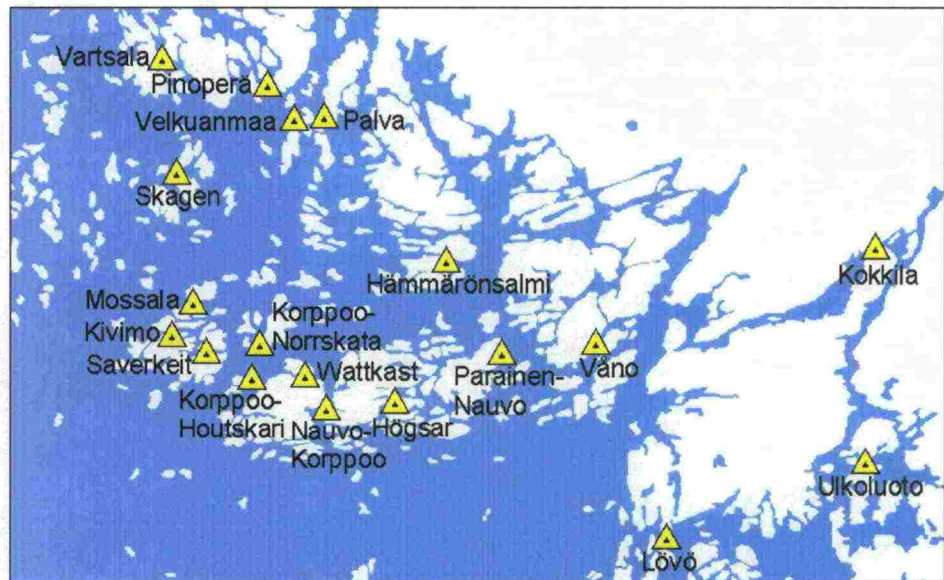 Vartsala
Pinoperä
Velkuanmaa
Palva
Skagen
Kokkila
Hämmärönsalmi
Mossala
Kivimo
Saverkeit
Korppoo-
Norrskata
Wattkast
Korppoo-
Houtskari
Nauvo-
Korppoo
Högsar
Parainen-
Nauvo
Våno
Ulkoluoto
Lövö